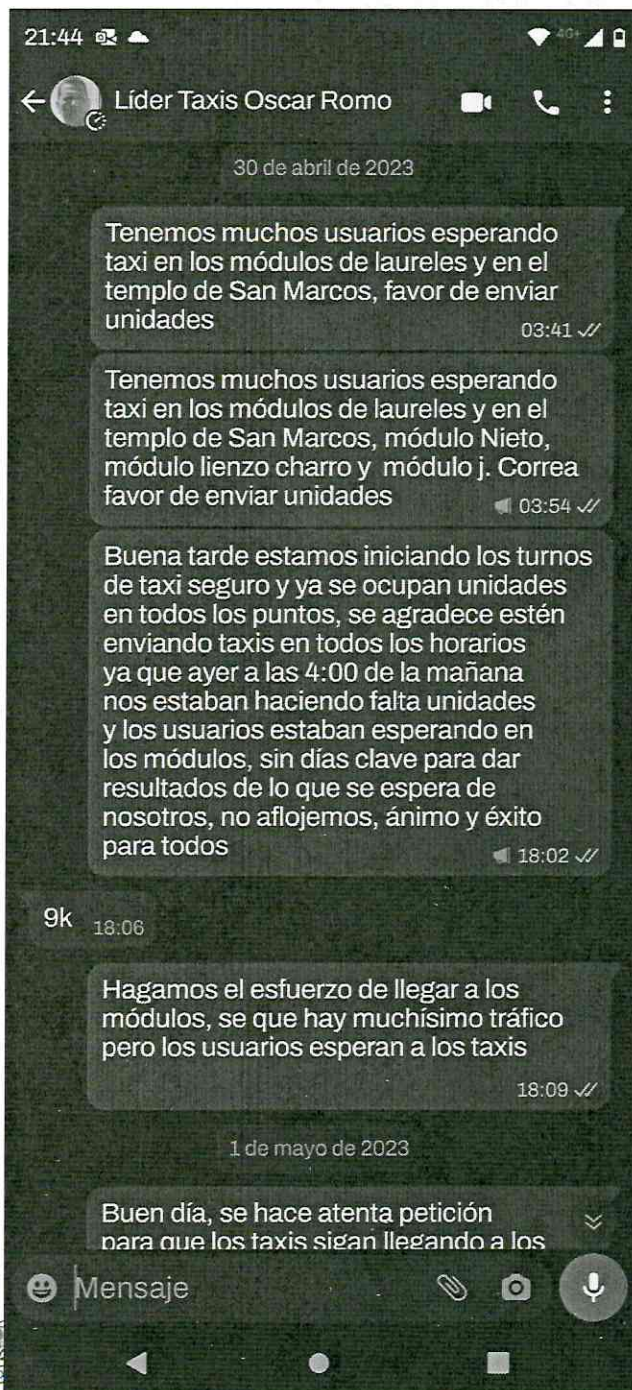 21:44
4G+
Líder Taxis Oscar Romo
30 de abril de 2023
Tenemos muchos usuarios esperando
taxi en los módulos de laureles y en el
templo de San Marcos, favor de enviar
unidades
03:41
Tenemos muchos usuarios esperando
taxi en los módulos de laureles y en el
templo de San Marcos, módulo Nieto,
módulo lienzo charro y módulo j. Correa
favor de enviar unidades
03:54
Buena tarde estamos iniciando los turnos
de taxi seguro y ya se ocupan unidades
en todos los puntos, se agradece estén
enviando taxis en todos los horarios
ya que ayer a las 4:00 de la mañana
nos estaban haciendo falta unidades
y los usuarios estaban esperando en
los módulos, sin días clave para dar
resultados de lo que se espera de
nosotros, no aflojemos, ánimo y éxito
para todos
18:02
9k 18:06
Hagamos el esfuerzo de llegar a los
módulos, se que hay muchísimo tráfico
pero los usuarios esperan a los taxis
18:09
1 de mayo de 2023
Buen día, se hace atenta petición
para que los taxis sigan llegando a los
Mensaje